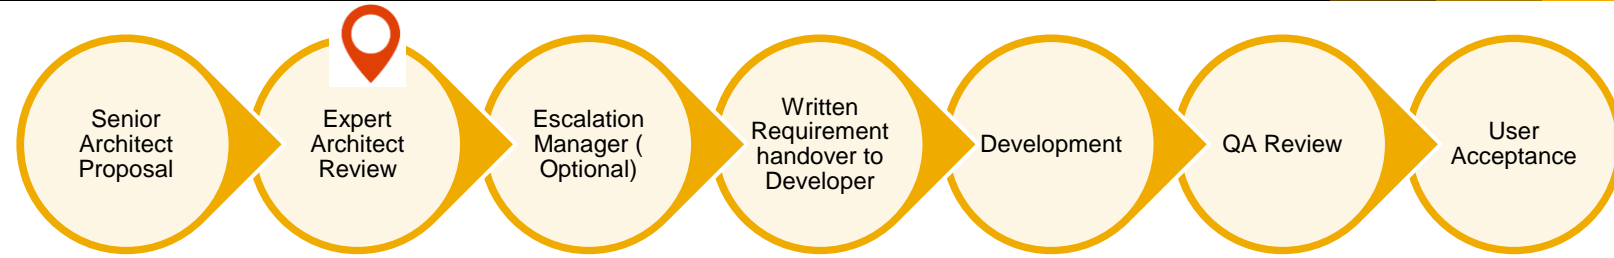 Senior
Architect
Proposal
Expert
Architect
Review
Escalation
Manager (
Optional)
Written
Requirement
handover to
Developer
Development
QA Review
User
Acceptance